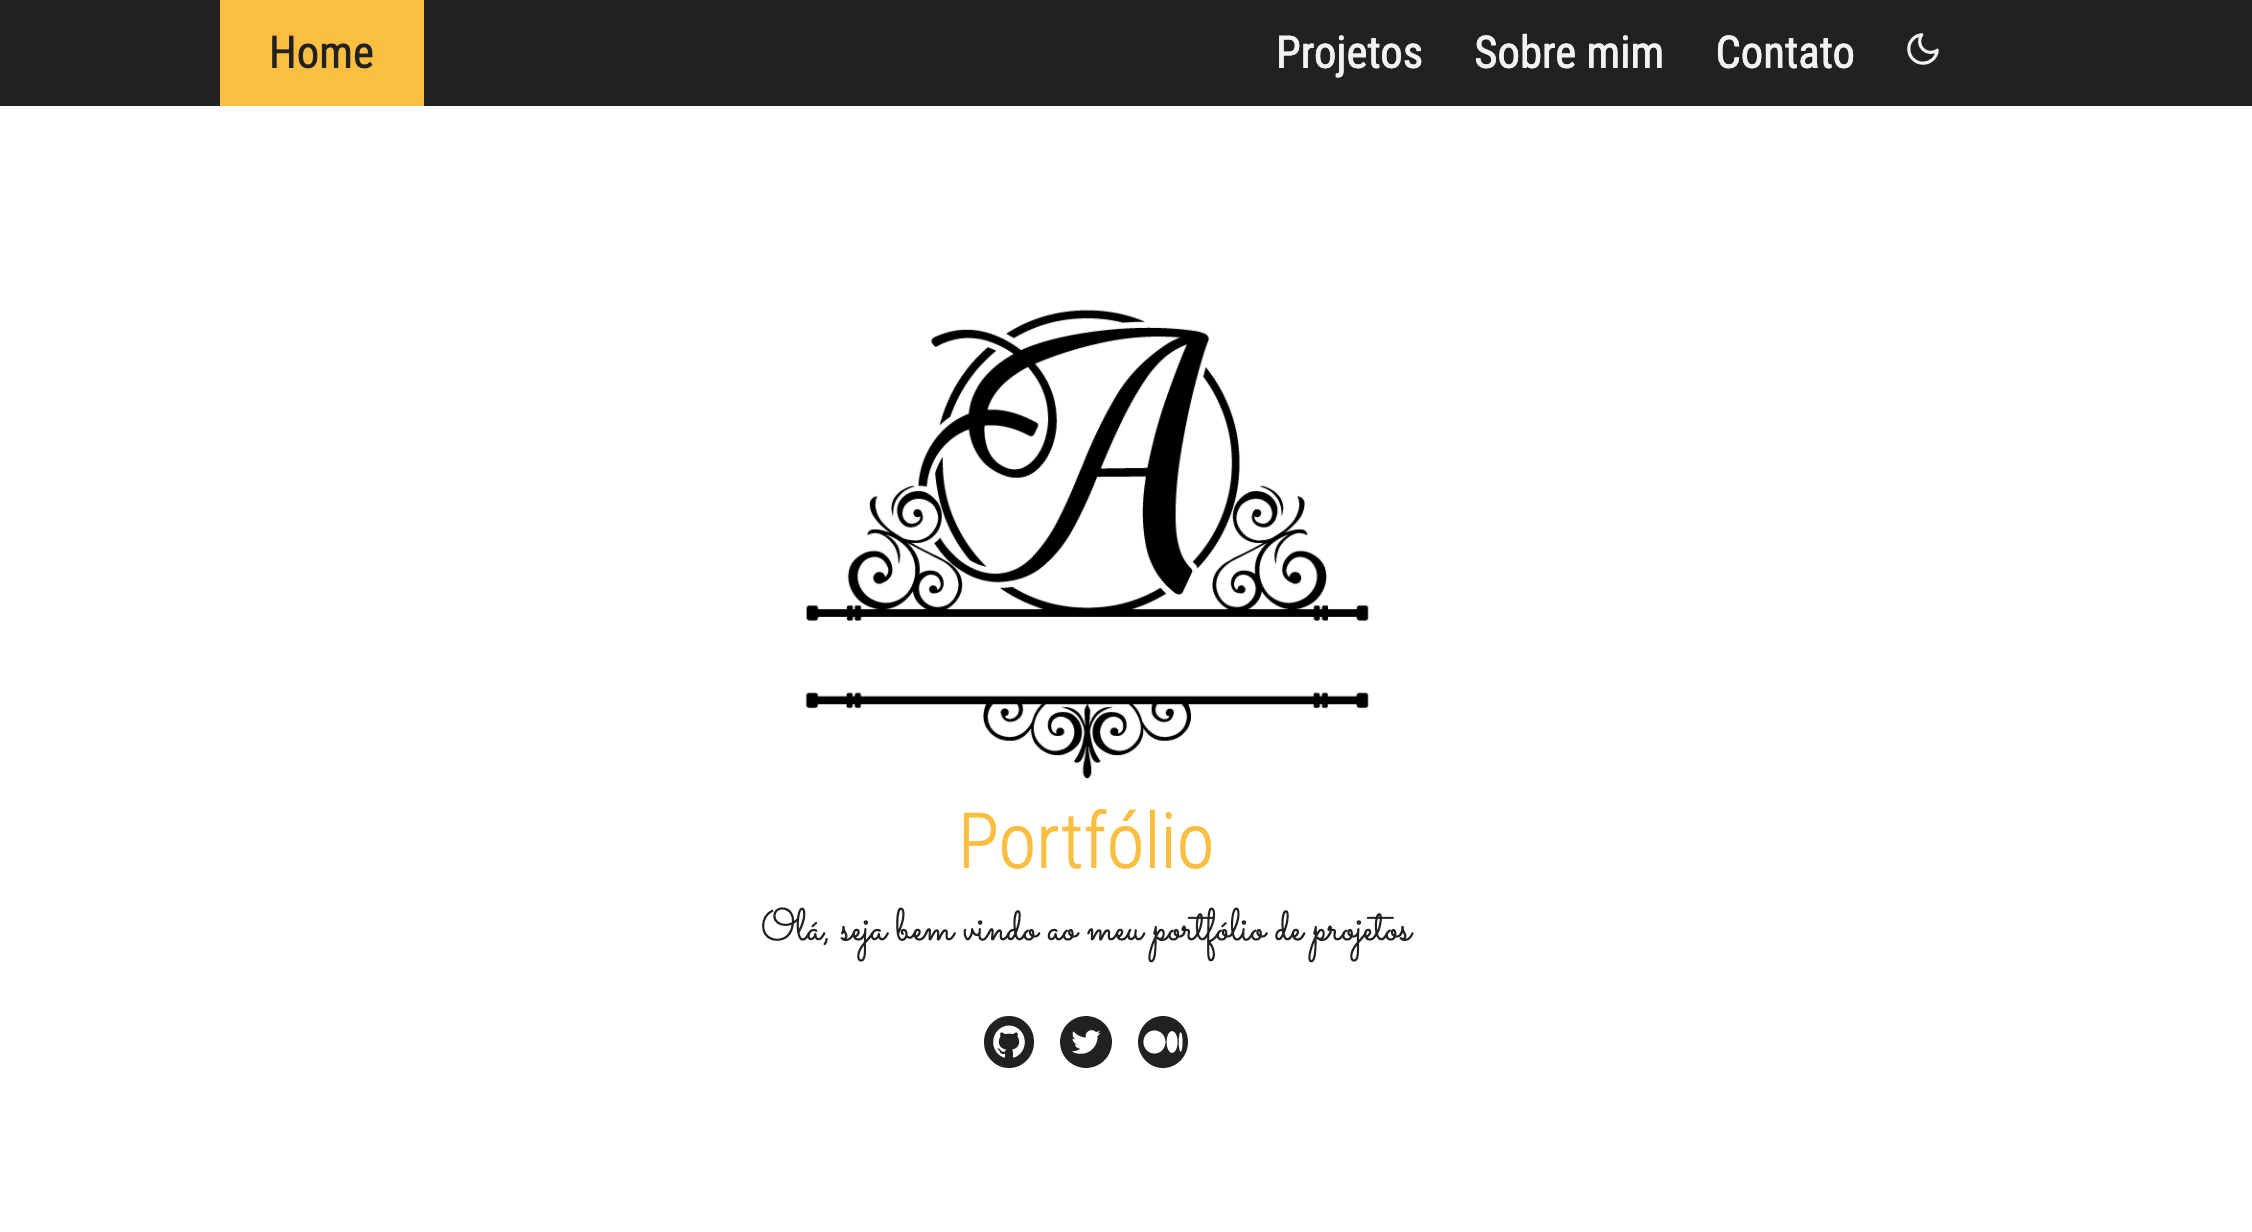 Home
Projetos
Sobre mim
Contato
A
Portfólio
Olá, seja bem vindo ao meu portfólio de projetos